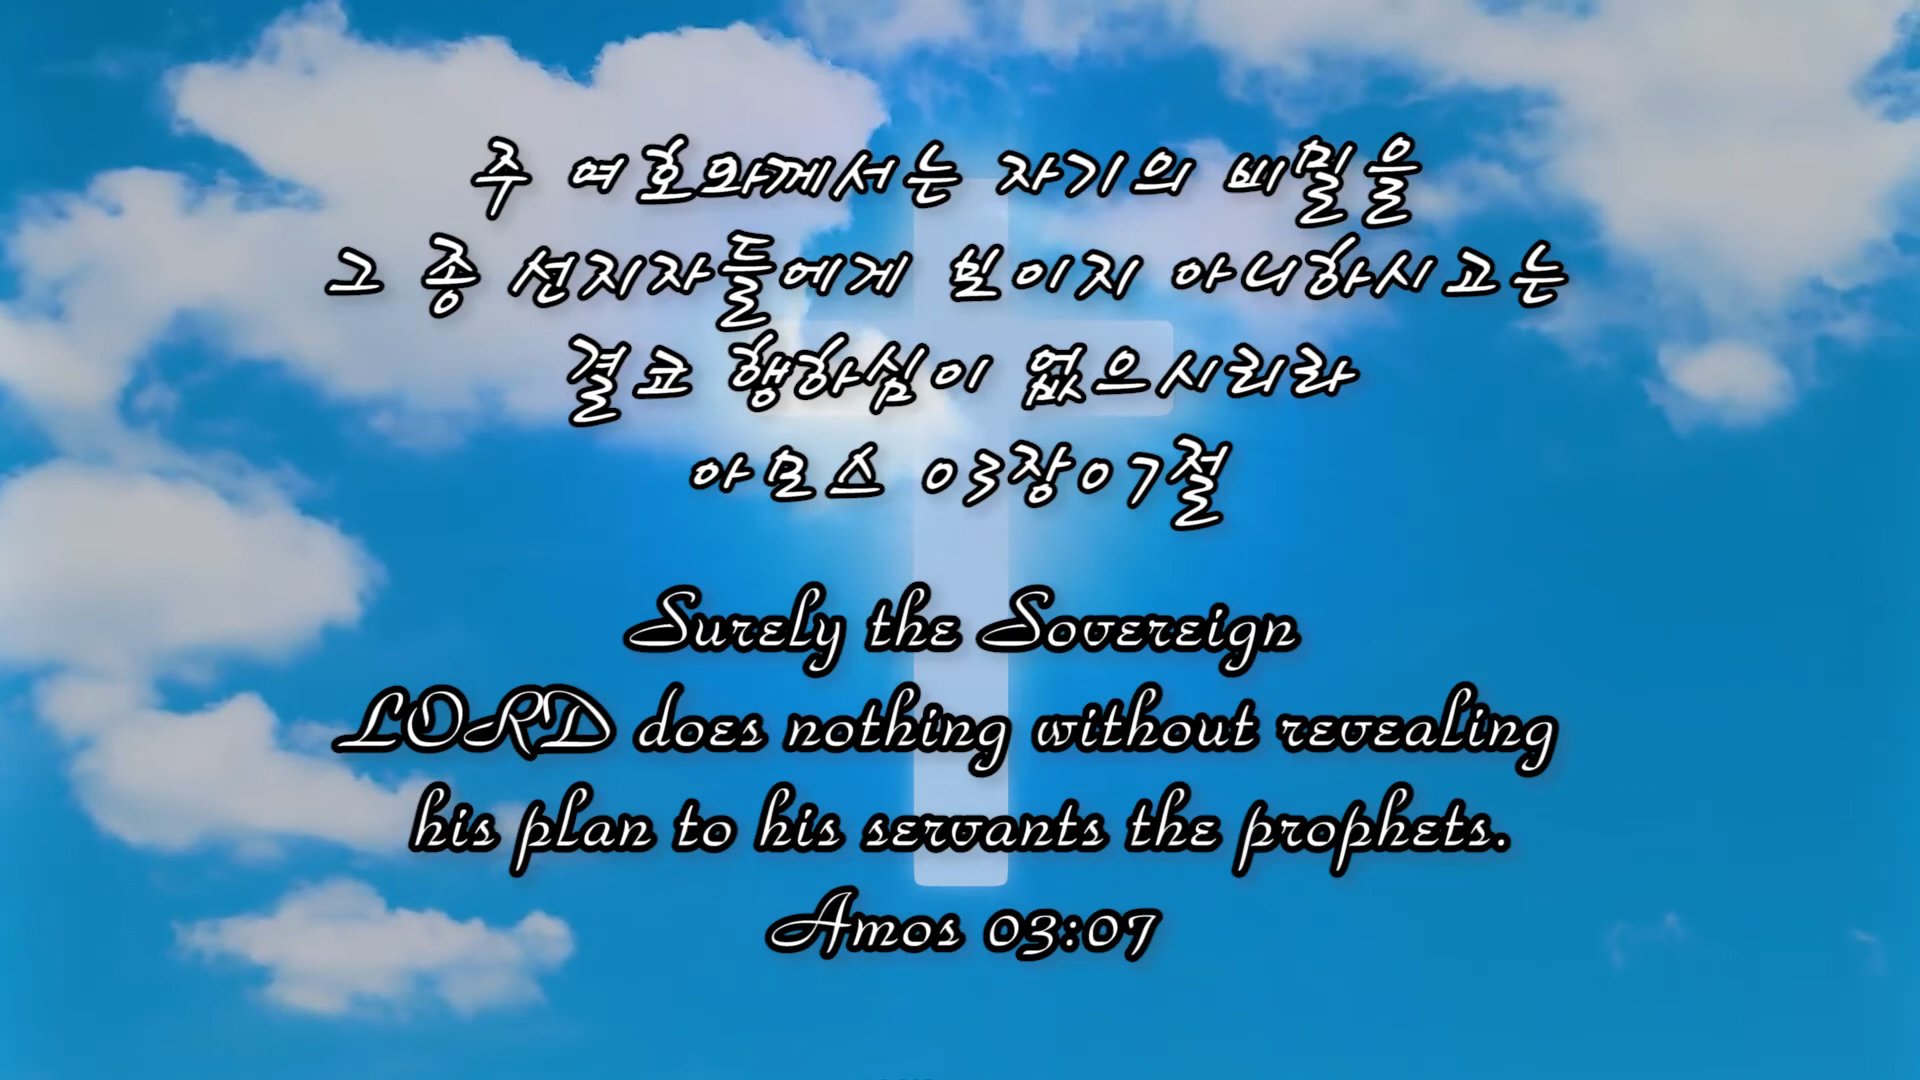 주 여호와께서는 자기의 비밀을
그 종 선지자들에게 보이지 아니하시고는
결코 행하심이 없으시리라
아모스 03장07절
Surely the Sovereign
LORD does nothing without revealing
his plan to his servants the prophets.
Amos 03:07